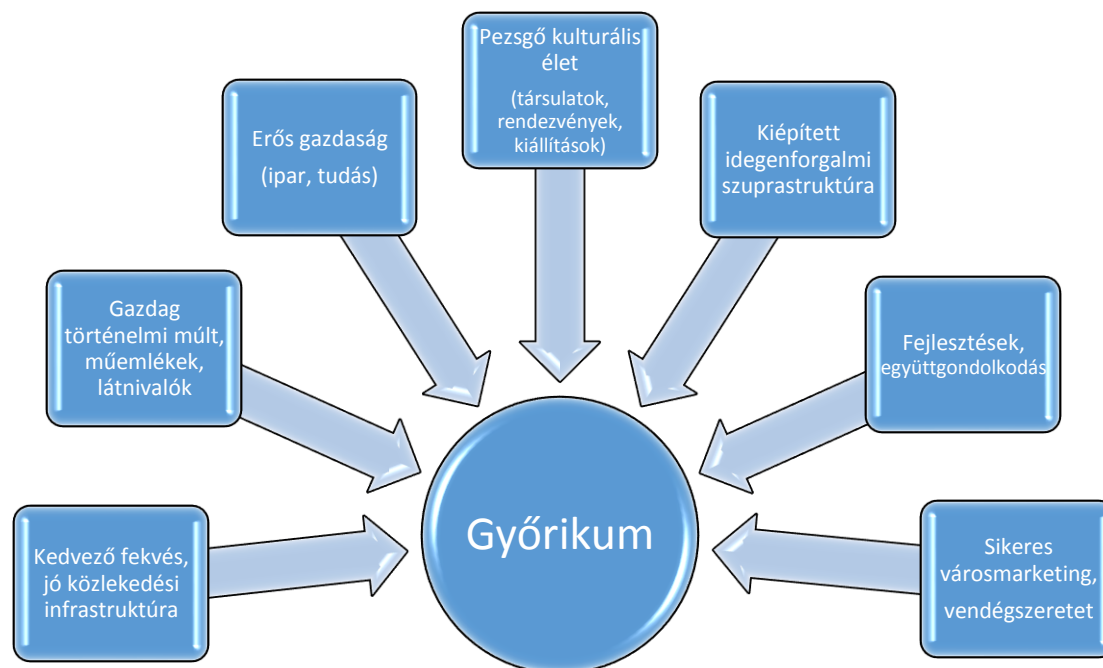 Pezsgő kulturális
élet
(társulatok,
rendezvények,
kiállítások)
Erős gazdaság
(ipar, tudás)
Kiépített
idegenforgalmi
szuprastruktúra
Gazdag
történelmi múlt,
műemlékek,
látnivalók
Fejlesztések,
együttgondolkodás
Kedvező fekvés,
jó közlekedési
infrastruktúra
Győrikum
Sikeres
városmarketing,
vendégszeretet